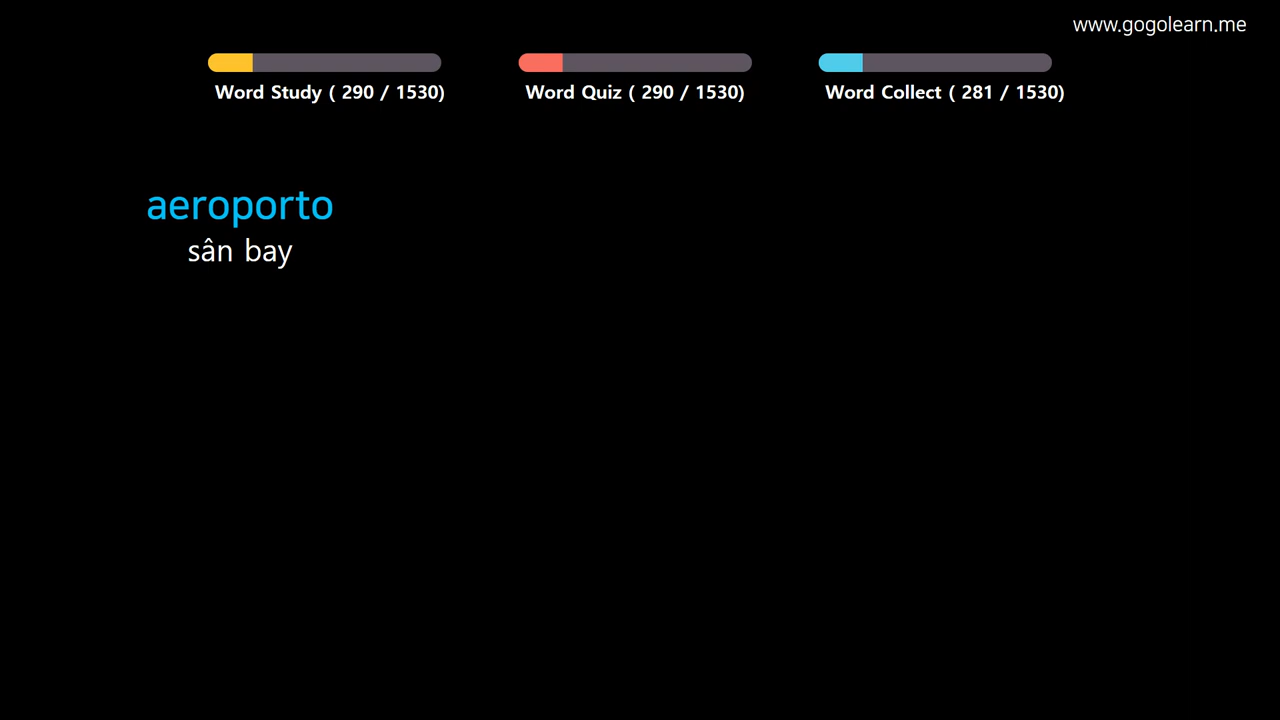 www.gogolearn.me
Word Study ( 290 / 1530)
Word Quiz ( 290 / 1530)
Word Collect ( 281 / 1530)
aeroporto
sân bay